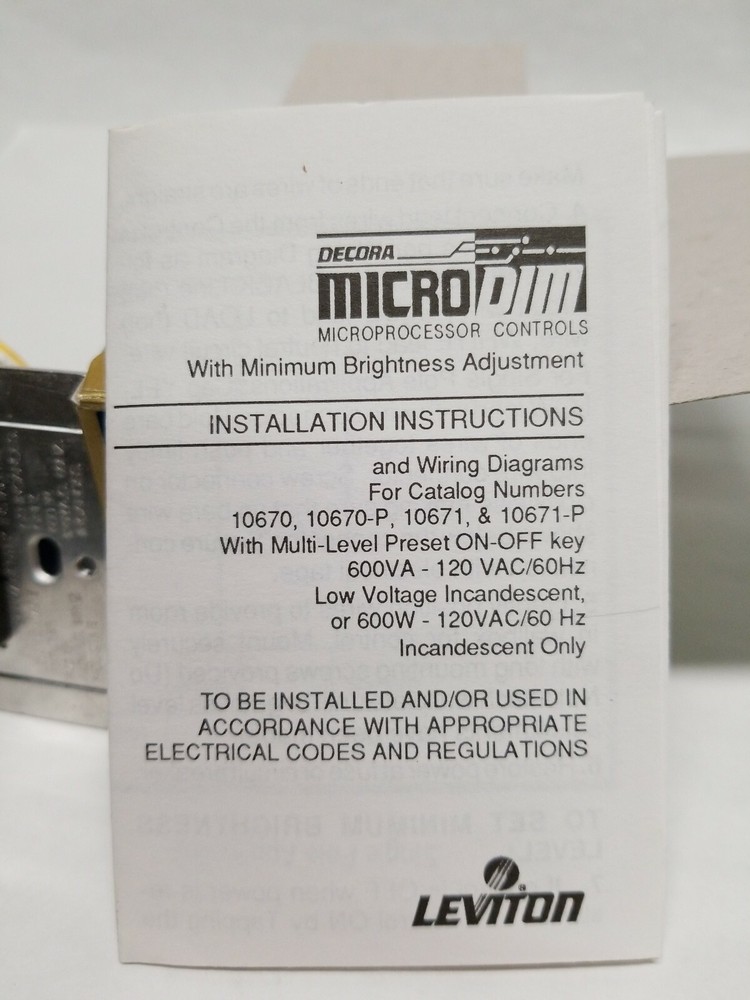 DECORA
MICRO DIM
MICROPROCESSOR CONTROLS
With Minimum Brightness Adjustment
INSTALLATION INSTRUCTIONS
and Wiring Diagrams
For Catalog Numbers
10670, 10670-P, 10671, & 10671-P
With Multi-Level Preset ON-OFF key
600VA - 120 VAC/60Hz
Low Voltage Incandescent,
or 600W - 120VAC/60 Hz
Incandescent Only
TO BE INSTALLED AND/OR USED IN
ACCORDANCE WITH APPROPRIATE
ELECTRICAL CODES AND REGULATIONS
LEVITON